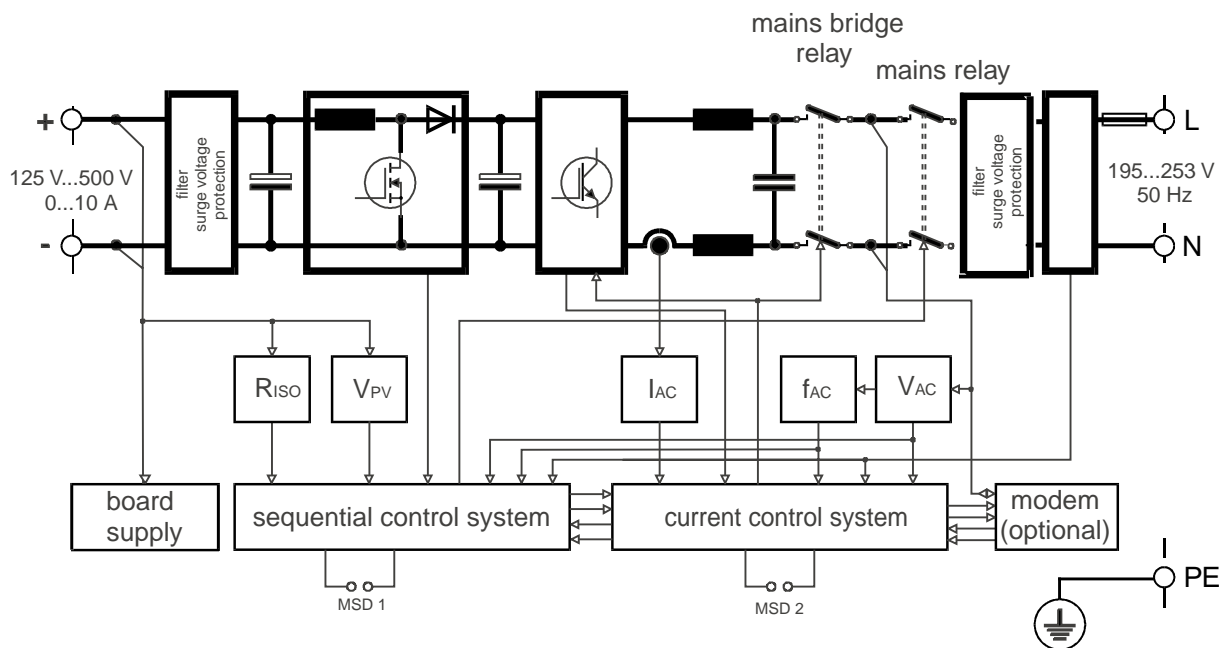 mains bridge
relay
mains relay
+
125 V...500 V
0...10 A
-
filter
surge voltage
protection
filter
surge voltage
protection
L
195...253 V
50 Hz
N
RISO
VPV
IAC
fAC
VAC
board
supply
sequential control system
current control system
modem
(optional)
MSD 1
MSD 2
PE